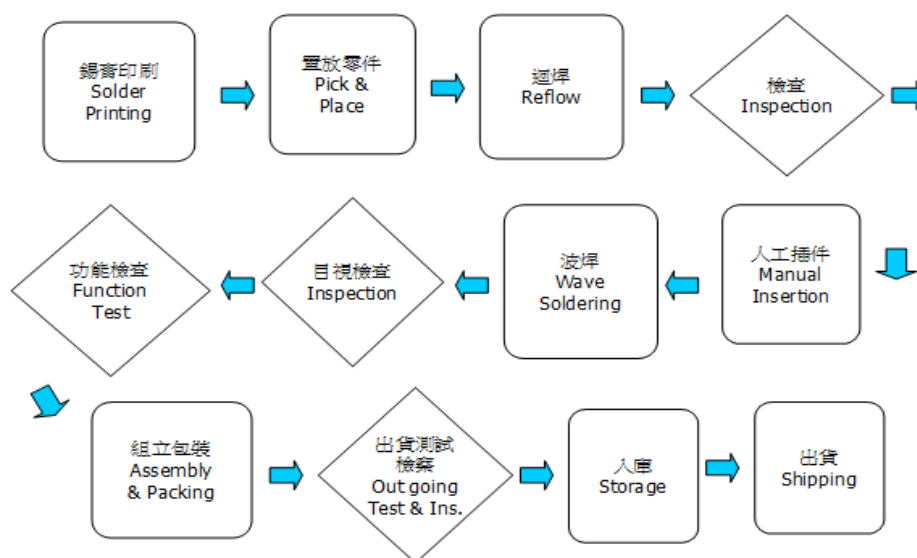 錫膏印刷
Solder
Printing
置放零件
Pick &
Place
迴焊
Reflow
檢查
Inspection
人工插件
Manual
Insertion
波焊
Wave
Soldering
目視檢查
Inspection
功能檢查
Function
Test
組立包裝
Assembly
& Packing
出貨測試
檢察
Out going
Test & Ins.
入庫
Storage
出貨
Shipping